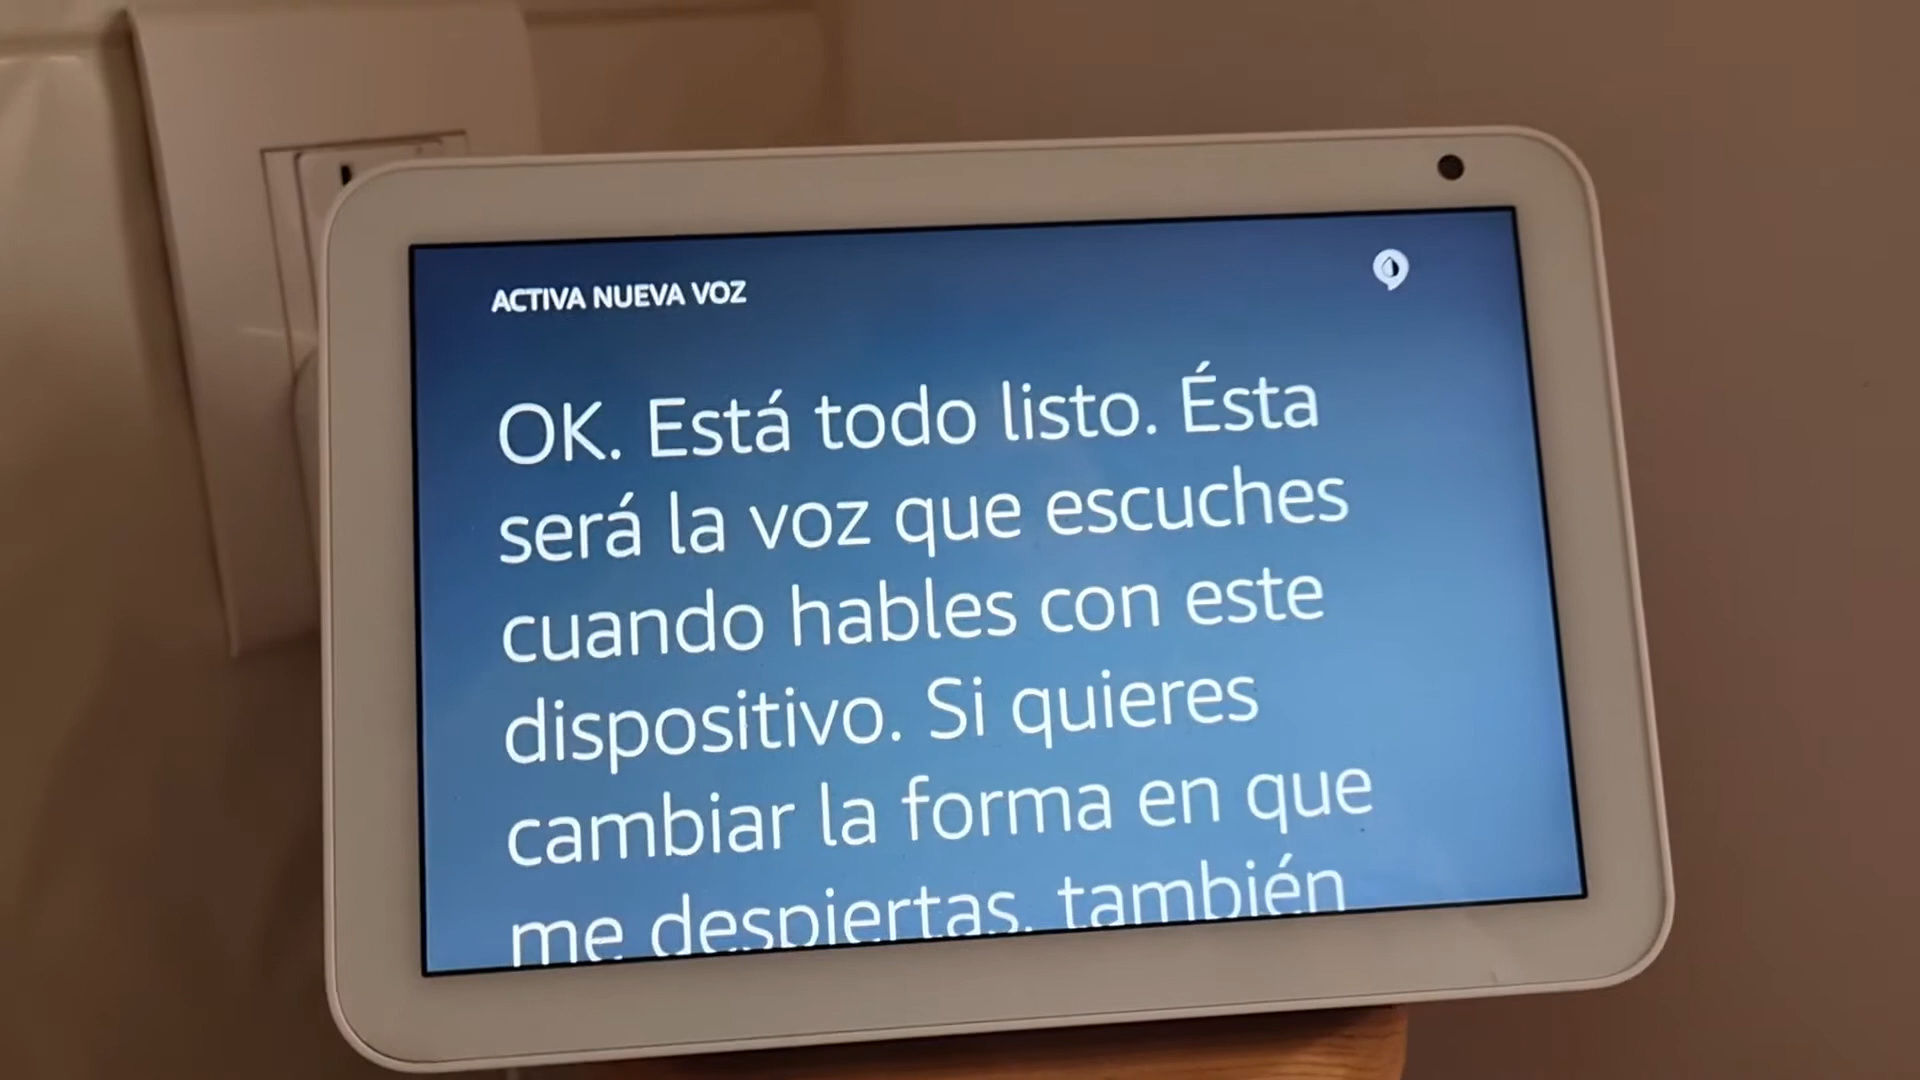 ACTIVA NUEVA VOZ
OK. Está todo listo. Ésta
será la voz que escuches
cuando hables con este
dispositivo. Si quieres
cambiar la forma en que
me despiertas, también